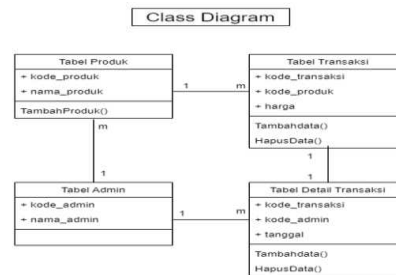 Class Diagram
Tabel Produk
+ kode_produk
+ nama_produk
TambahProduk()
1
m
Tabel Transaksi
+ kode_transaksi
+ kode_produk
+ harga
Tambahdata()
HapusData()
m
1
1
1
Tabel Admin
+ kode_admin
+ nama_admin
1
m
Tabel Detail Transaksi
+ kode_transaksi
+ kode_admin
+ tanggal
Tambahdata()
HapusData()